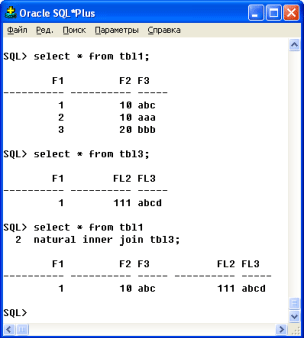 Oracle SQL*Plus
Файл Ред. Поиск Параметры Справка
SQL> select * from tbl1;
F1 F2 F3
---------- ---------- -----
1 10 abc
2 10 aaa
3 20 bbb
SQL> select * from tbl3;
F1 FL2 FL3
---------- ---------- -----
1 111 abcd
SQL> select * from tbl1
2 natural inner join tbl3;
F1 F2 F3 FL2 FL3
---------- ---------- ----- ---------- -----
1 10 abc 111 abcd
SQL>